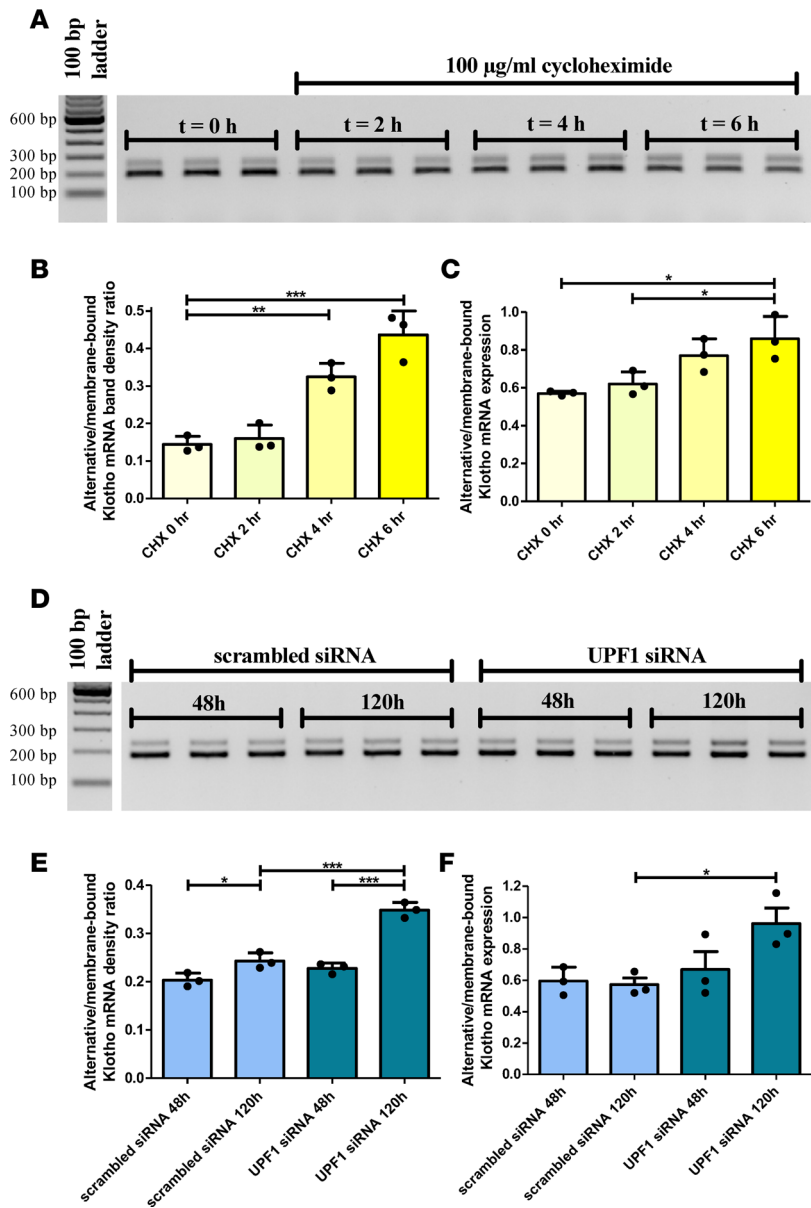 A
100 bp
ladder
100 µg/ml cycloheximide
t = 0 h
t = 2 h
t = 4 h
t = 6 h
600 bp
300 bp
200 bp
100 bp
B
Alternative/membrane-bound
Klotho mRNA band density ratio
0.5
0.4
0.3
0.2
0.1
0.0
***
**
CHX 0 hr
CHX 2 hr
CHX 4 hr
CHX 6 hr
C
Alternative/membrane-bound
Klotho mRNA expression
1.0
0.8
0.6
0.4
0.2
0.0
*
*
CHX 0 hr
CHX 2 hr
CHX 4 hr
CHX 6 hr
D
100 bp
ladder
scrambled siRNA
UPF1 siRNA
48h
120h
48h
120h
600 bp
300 bp
200 bp
100 bp
E
Alternative/membrane-bound
Klotho mRNA density ratio
0.4
0.3
0.2
0.2
0.0
***
*
***
scrambled siRNA 48h
scrambled siRNA 120h
UPF1 siRNA 48h
UPF1 siRNA 120h
F
Alternative/membrane-bound
Klotho mRNA expression
1.2
1.0
0.8
0.6
0.4
0.2
0.0
*
scrambled siRNA 48h
scrambled siRNA 120h
UPF1 siRNA 48h
UPF1 siRNA 120h